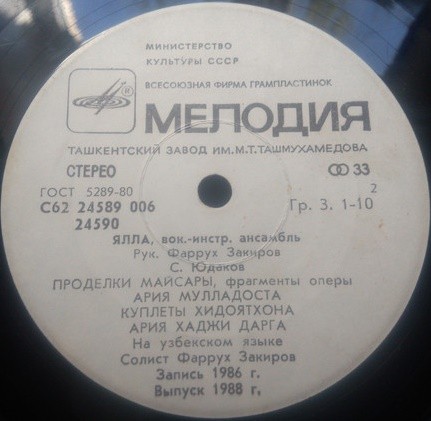 МИНИСТЕРСТВО
КУЛЬТУРЫ СССР
ВСЕСОЮЗНАЯ ФИРМА ГРАМПЛАСТИНОК
® МЕЛОДИЯ
ТАШКЕНТСКИЙ ЗАВОД ИМ. М.Т. ТАШМУХАМЕДОВА
СТЕРЕО 33
ГОСТ 5289-80 2
С62 24589 006 Гр. 3. 1-10
24590
ЯЛЛА, вок.-инстр. ансамбль
Рук. Фаррух Закиров
С. Юдаков
ПРОДЕЛКИ МАЙСАРЫ, фрагменты оперы
АРИЯ МУЛЛАДОСТА
КУПЛЕТЫ ХИДОЯТХОНА
АРИЯ ХАДЖИ ДАРГА
На узбекском языке
Солист Фаррух Закиров
Запись 1986 г.
Выпуск 1988 г.